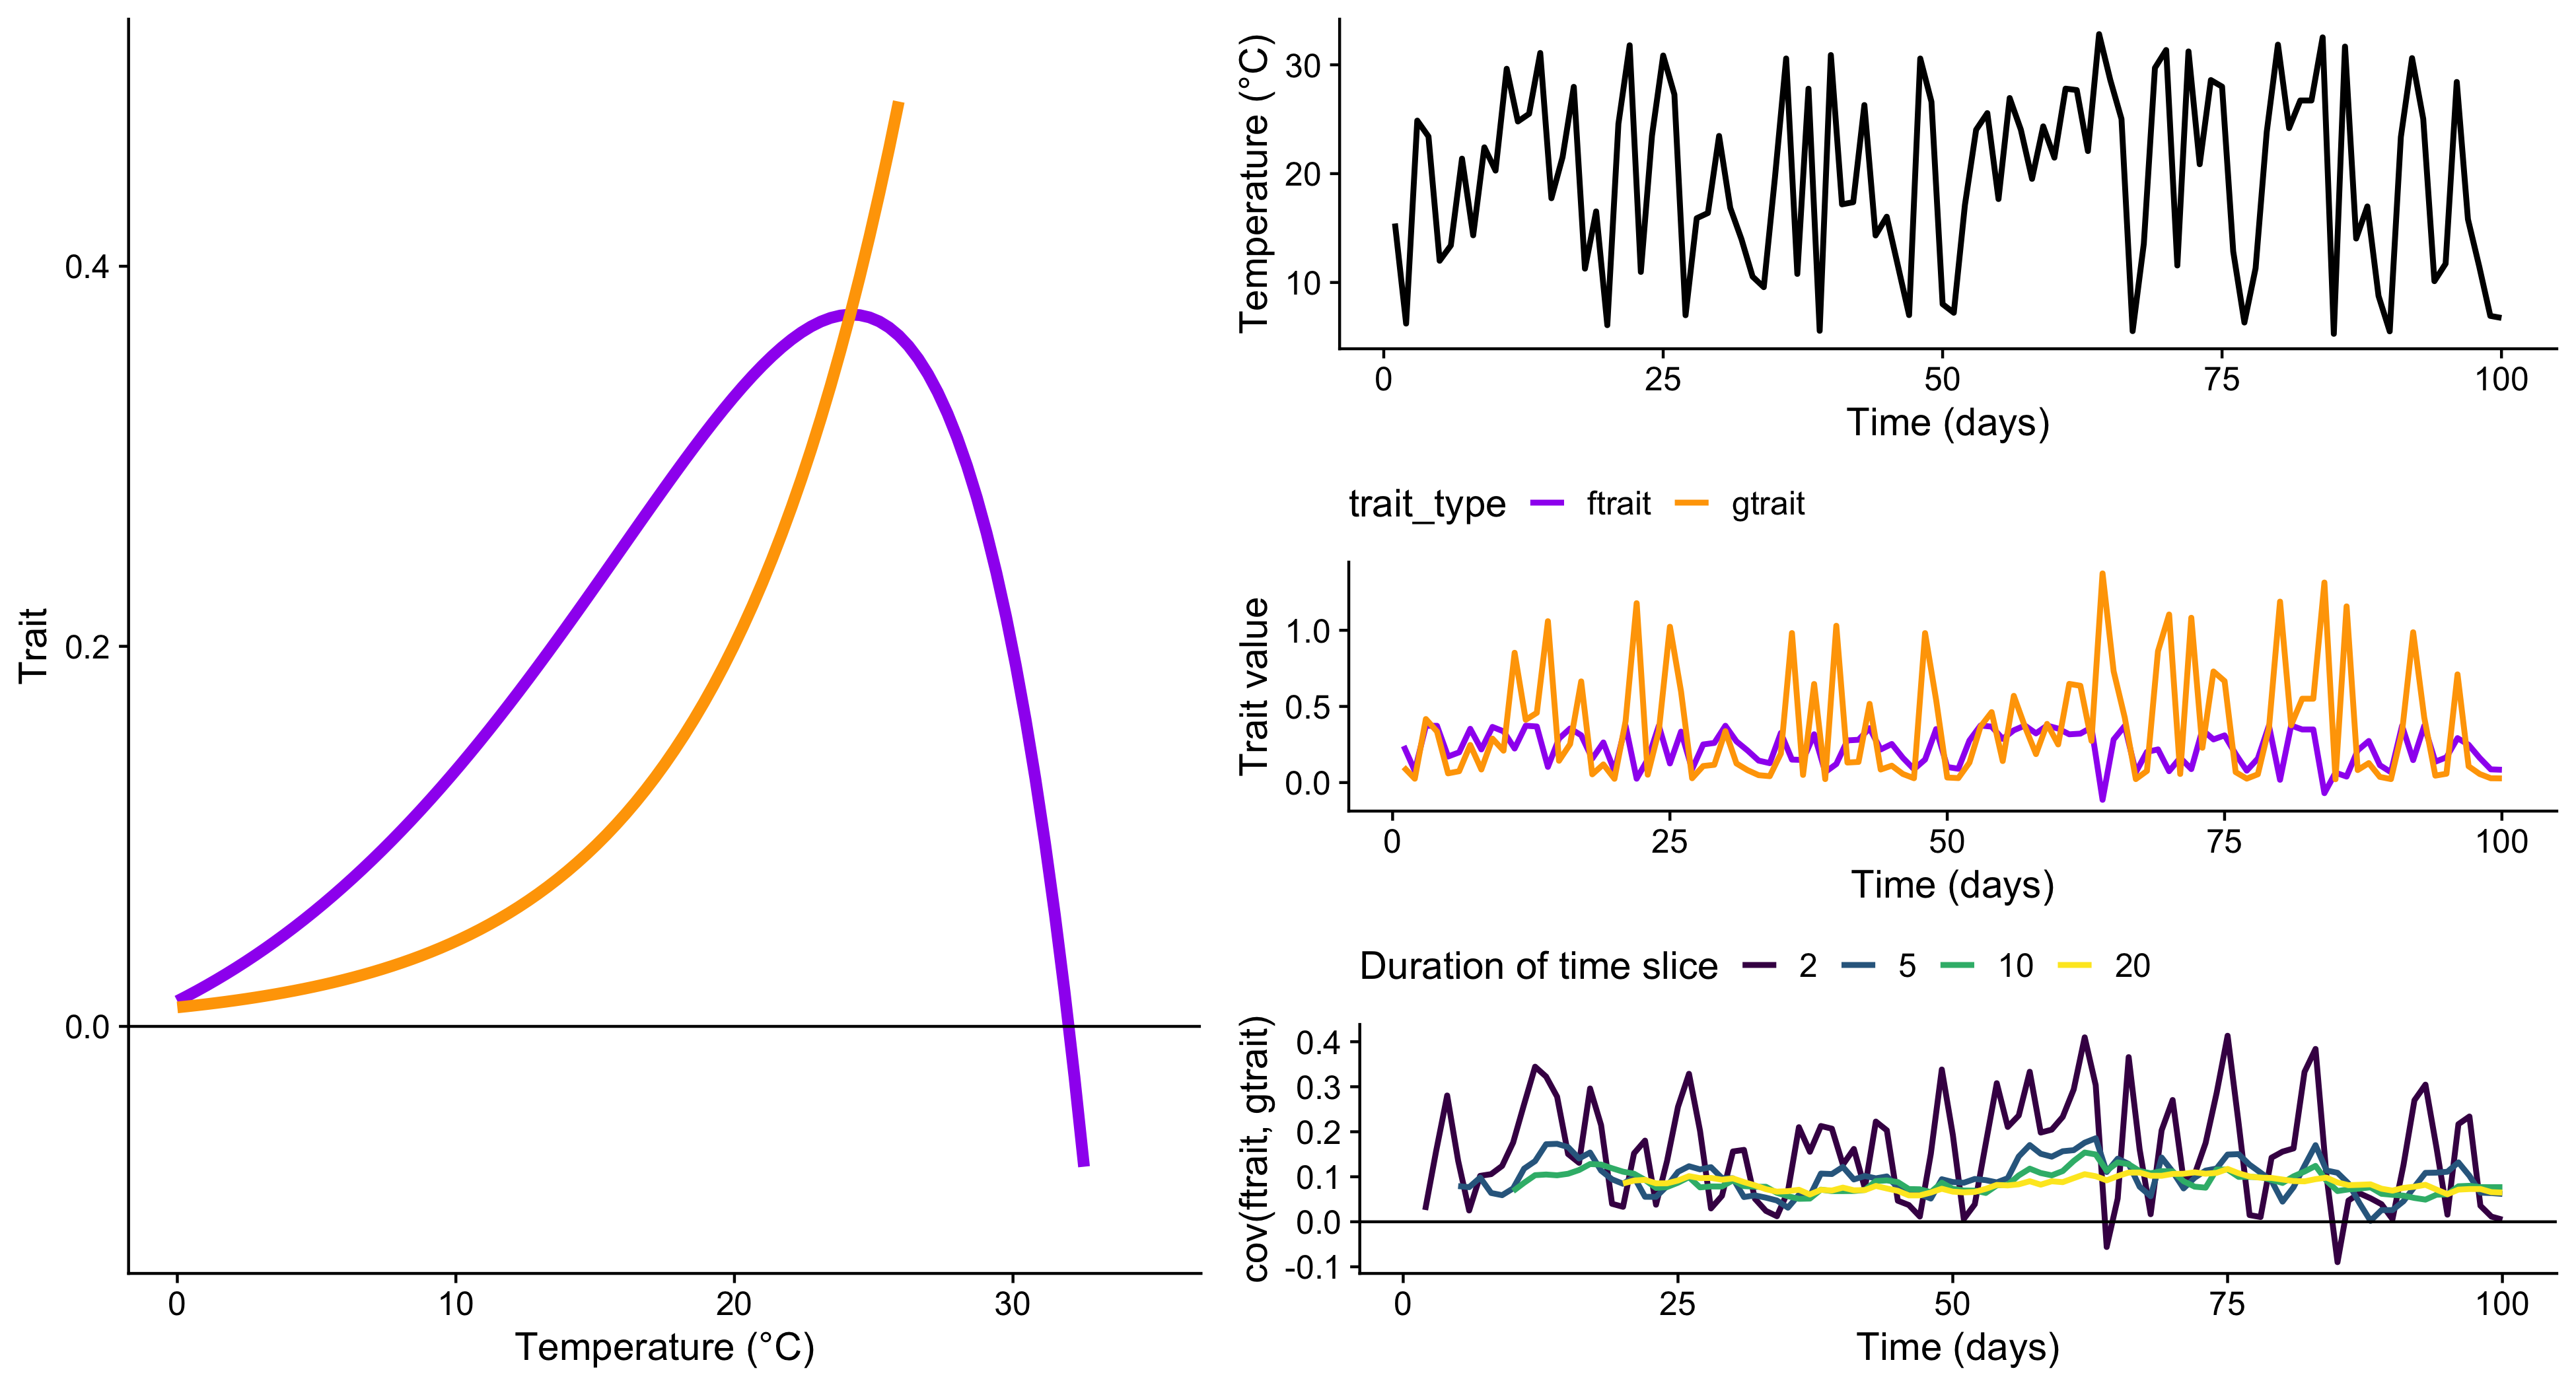 Trait
0.4
0.2
0.0
0 10 20 30
Temperature (°C)
Temperature (°C)
30
20
10
0 25 50 75 100
Time (days)
trait_type ftrait gtrait
Trait value
1.0
0.5
0.0
0 25 50 75 100
Time (days)
Duration of time slice 2 5 10 20
cov(ftrait, gtrait)
0.4
0.3
0.2
0.1
0.0
-0.1
0 25 50 75 100
Time (days)